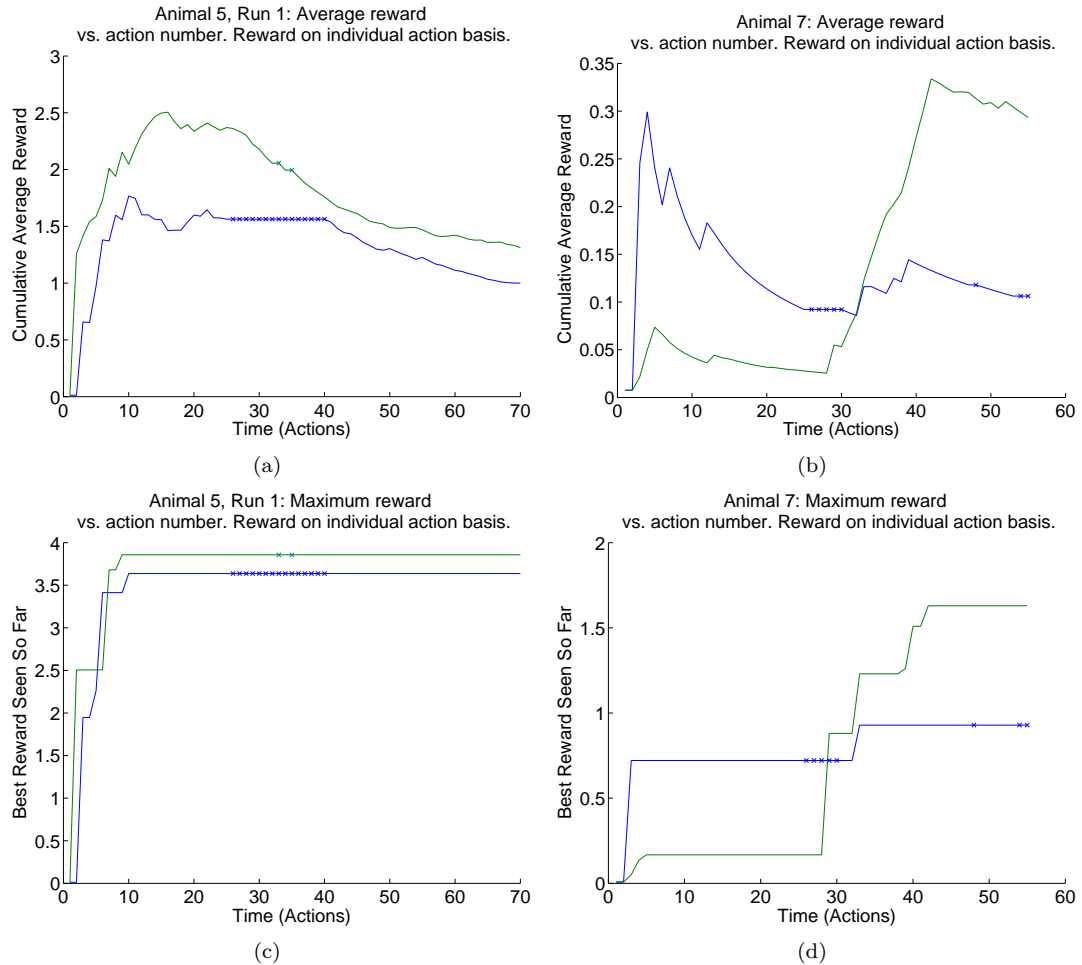 Animal 5, Run 1: Average reward
vs. action number. Reward on individual action basis.
3
2.5
2
1.5
1
0.5
0
Cumulative Average Reward
0 10 20 30 40 50 60 70
Time (Actions)
(a)
Animal 7: Average reward
vs. action number. Reward on individual action basis.
0.35
0.3
0.25
0.2
0.15
0.1
0.05
0
Cumulative Average Reward
0 10 20 30 40 50 60
Time (Actions)
(b)
Animal 5, Run 1: Maximum reward
vs. action number. Reward on individual action basis.
4
3.5
3
2.5
2
1.5
1
0.5
0
Best Reward Seen So Far
0 10 20 30 40 50 60 70
Time (Actions)
(c)
Animal 7: Maximum reward
vs. action number. Reward on individual action basis.
2
1.5
1
0.5
0
Best Reward Seen So Far
0 10 20 30 40 50 60
Time (Actions)
(d)